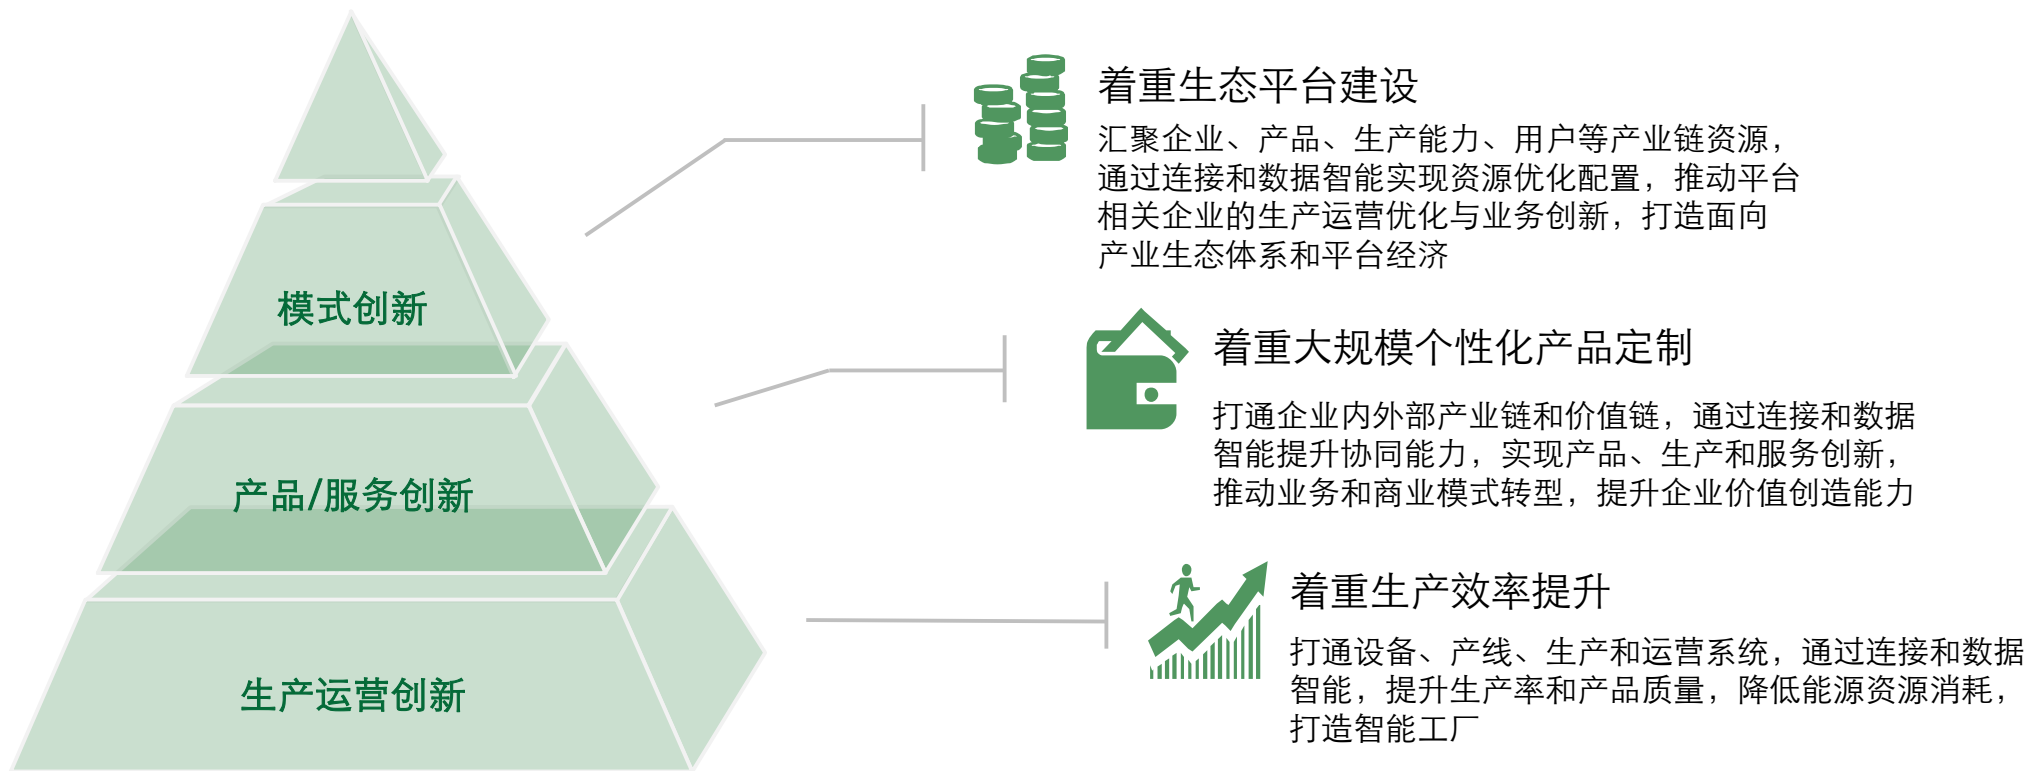 模式创新
产品/服务创新
生产运营创新
着重生态平台建设
汇聚企业、产品、生产能力、用户等产业链资源，
通过连接和数据智能实现资源优化配置，推动平台
相关企业的生产运营优化与业务创新，打造面向
产业生态体系和平台经济
着重大规模个性化产品定制
打通企业内外部产业链和价值链，通过连接和数据
智能提升协同能力，实现产品、生产和服务创新，
推动业务和商业模式转型，提升企业价值创造能力
着重生产效率提升
打通设备、产线、生产和运营系统，通过连接和数据
智能，提升生产率和产品质量，降低能源资源消耗，
打造智能工厂